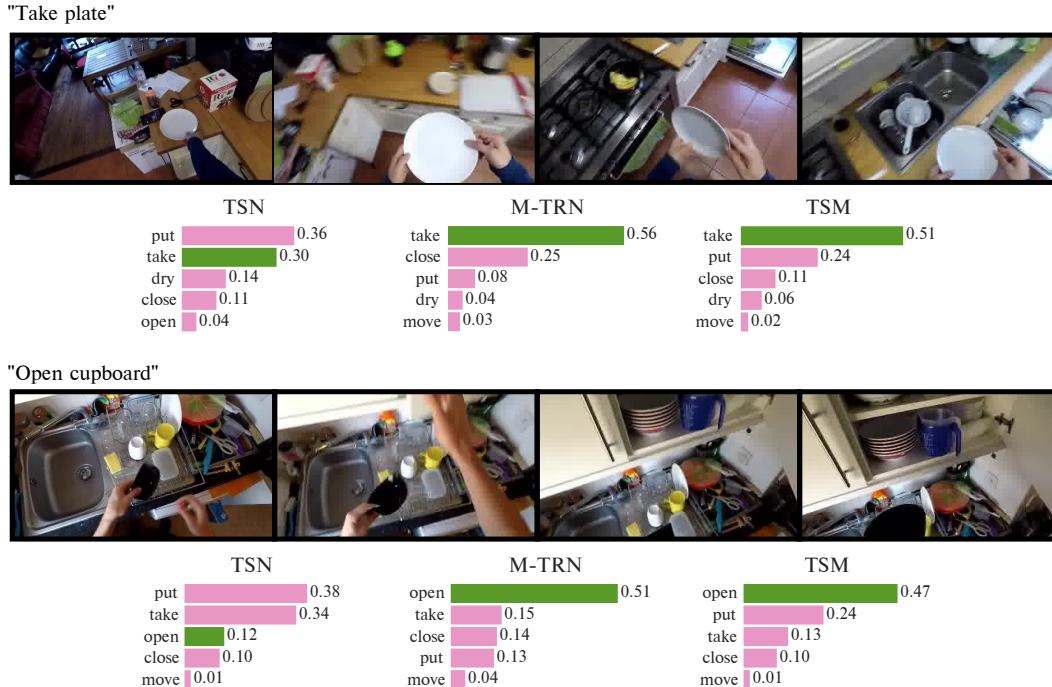 "Take plate"
TSN M-TRN TSM
put 0.36 take 0.56 take 0.51
take 0.30 close 0.25 put 0.24
dry 0.14 put 0.08 close 0.11
close 0.11 dry 0.04 dry 0.06
open 0.04 move 0.03 move 0.02
"Open cupboard"
TSN M-TRN TSM
put 0.38 open 0.51 open 0.47
take 0.34 take 0.15 put 0.24
open 0.12 close 0.14 take 0.13
close 0.10 put 0.13 close 0.10
move 0.01 move 0.04 move 0.01